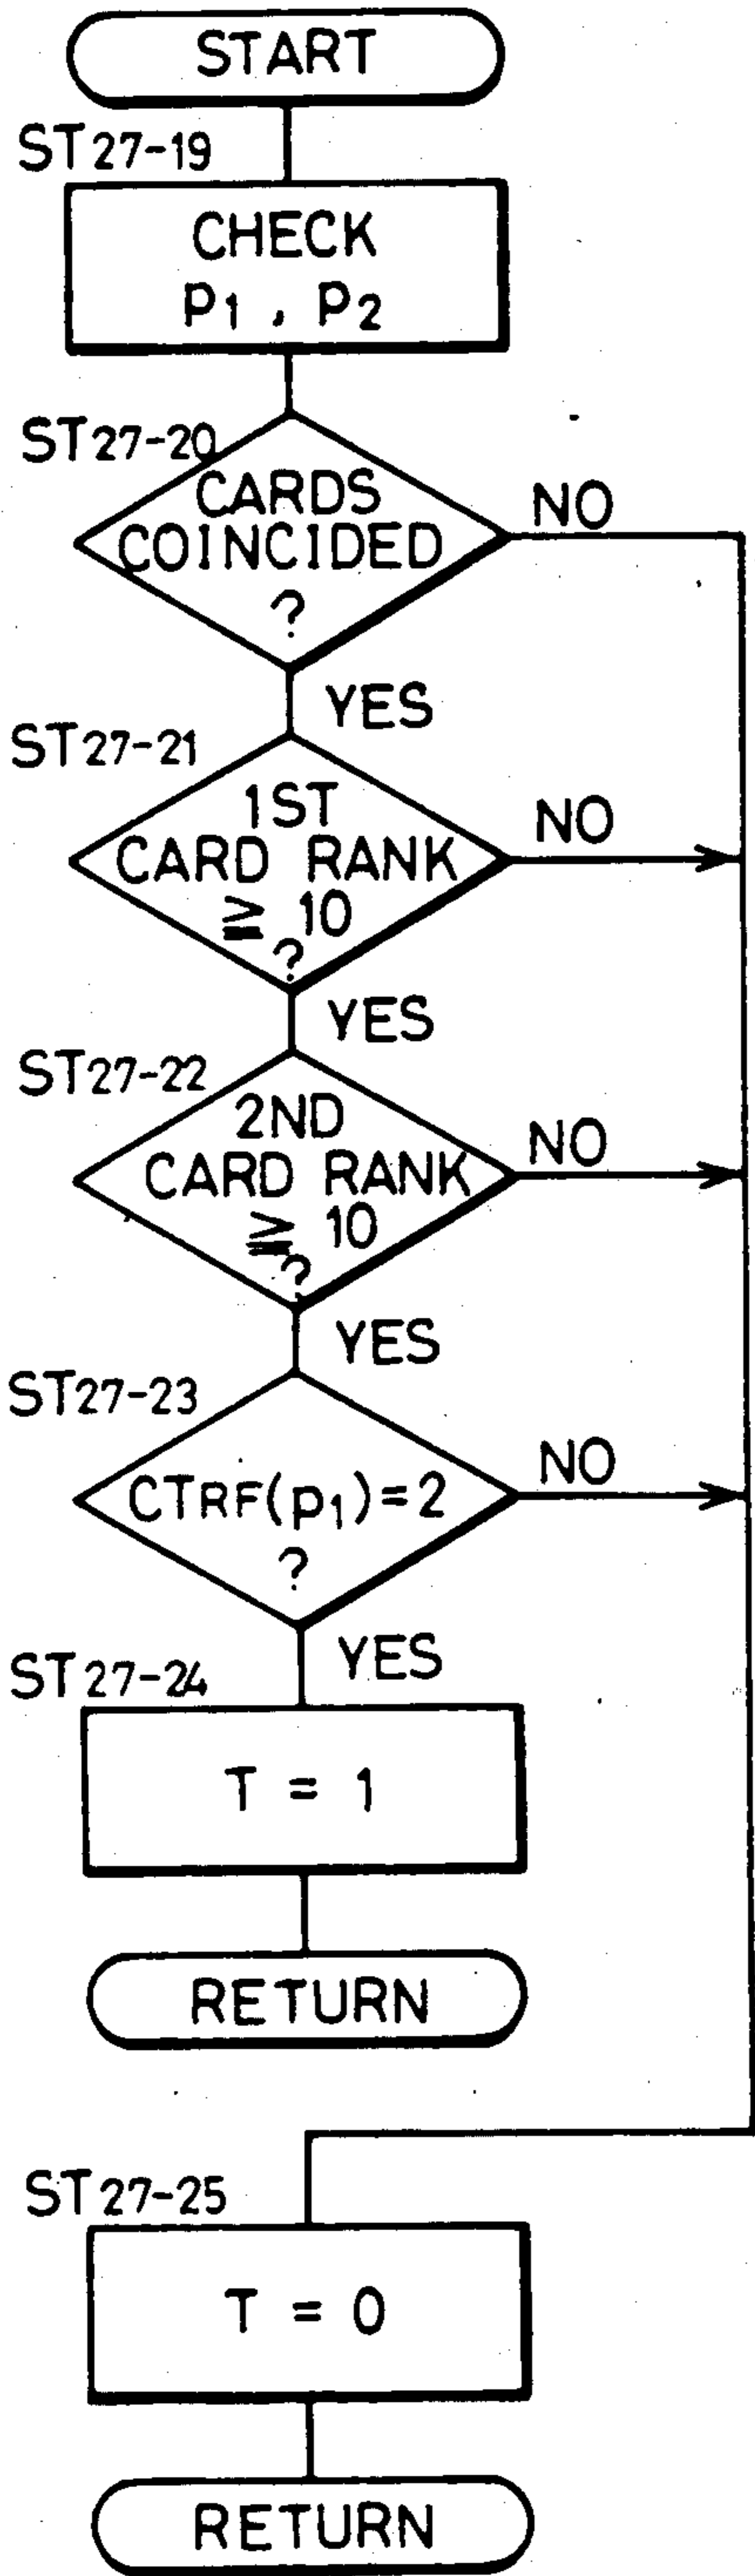 START
ST27-19
CHECK
P1, P2
ST27-20
CARDS
COINCIDED
?
NO
YES
ST27-21
1ST
CARD RANK
≧ 10
?
NO
YES
ST27-22
2ND
CARD RANK
≧ 10
?
NO
YES
ST27-23
CTRF(P1)=2
?
NO
YES
ST27-24
T = 1
RETURN
ST27-25
T = 0
RETURN